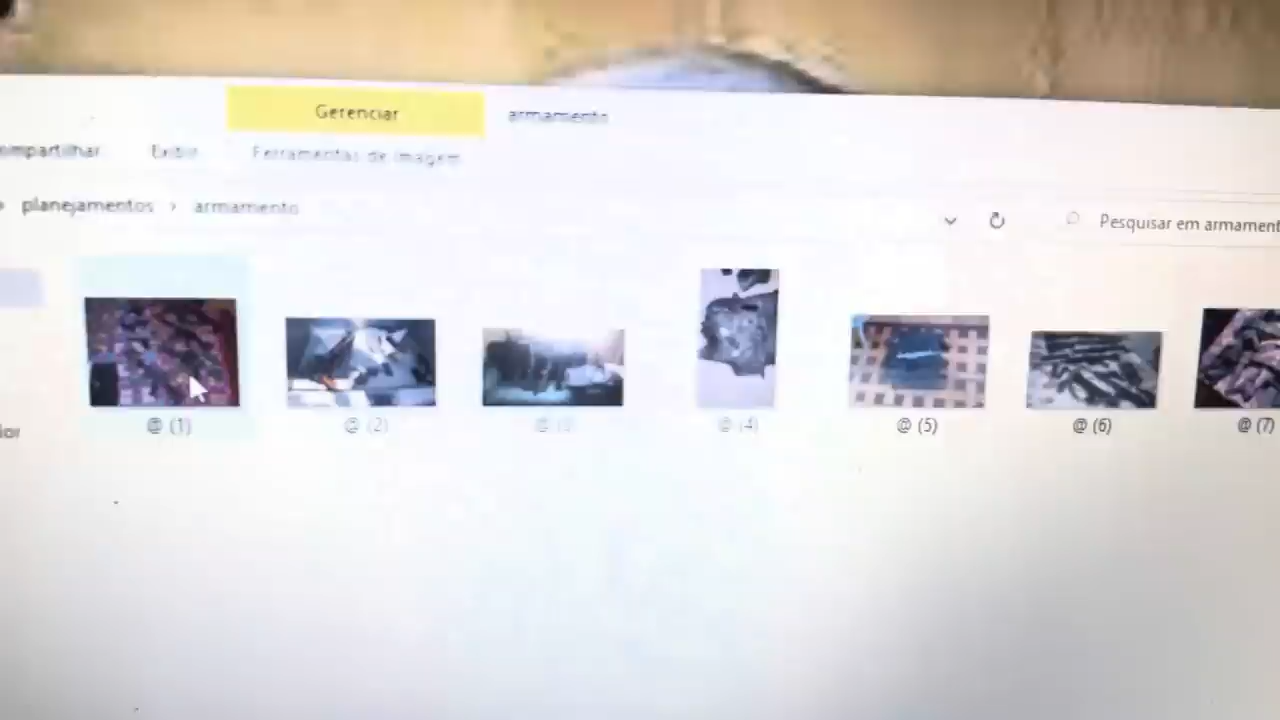 Gerenciar armamento
ompartilhar Exibir Ferramentas de imagem
planejamentos > armamento Pesquisar em armament
@ (1) @ (2) @ (4) @ (5) @ (6) @ (7)